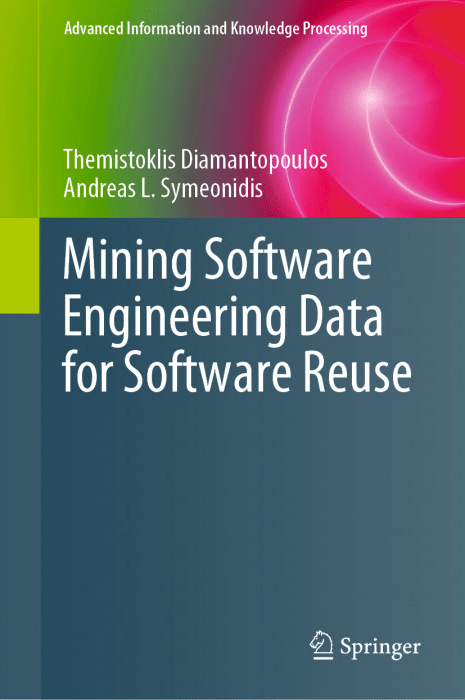 Advanced Information and Knowledge Processing
Themistoklis Diamantopoulos
Andreas L. Symeonidis
Mining Software
Engineering Data
for Software Reuse
Springer